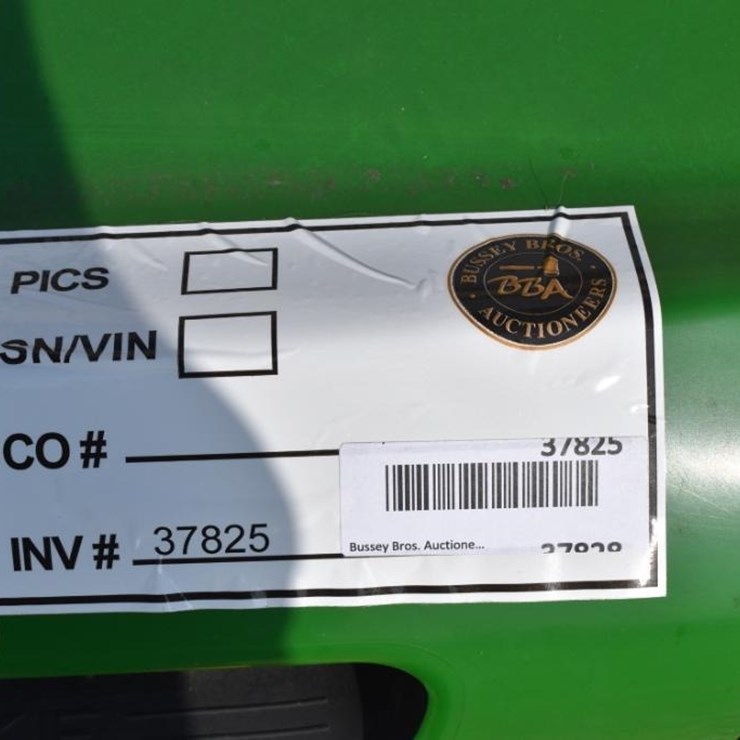 BUSSEY BROS.
BBA
AUCTIONEERS
PICS
SN/VIN
CO #
37825
INV # 37825
Bussey Bros. Auctione...